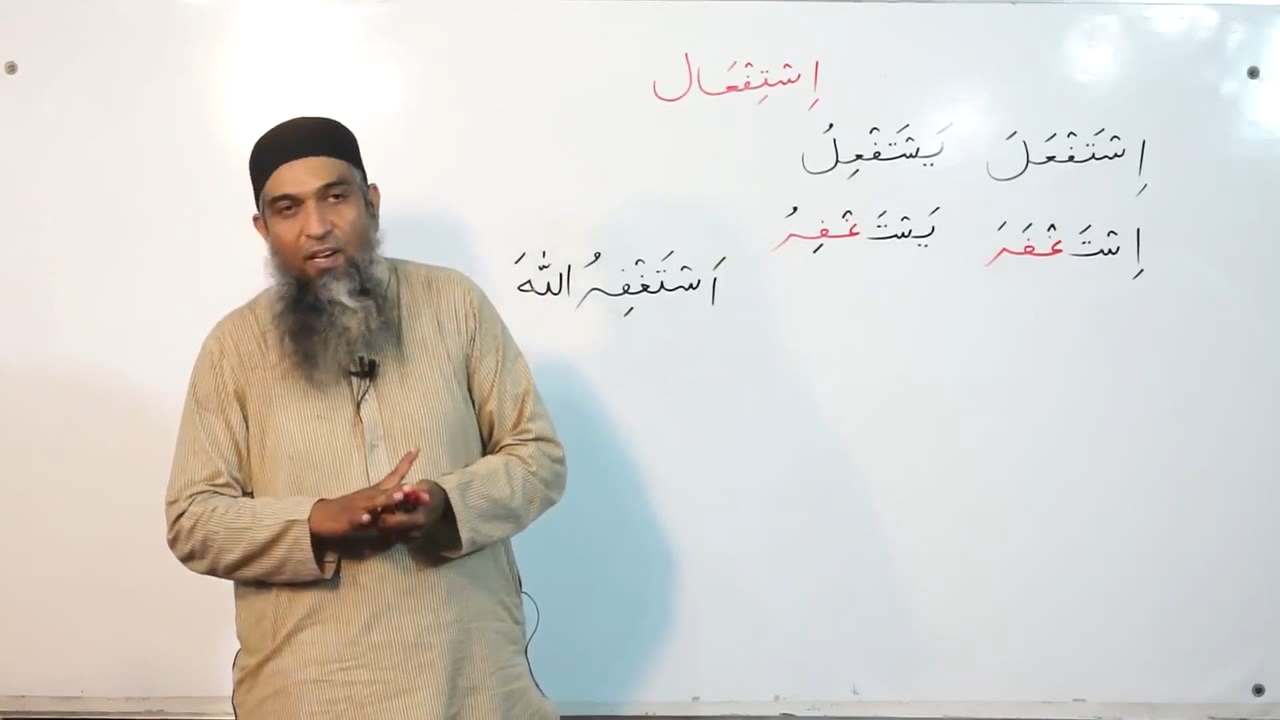 اِسْتِفْعَال
اِسْتَفْعَلَ يَسْتَفْعِلُ
اِسْتَغْفَرَ يَسْتَغْفِرُ
اَسْتَغْفِرُ اللّٰهَ